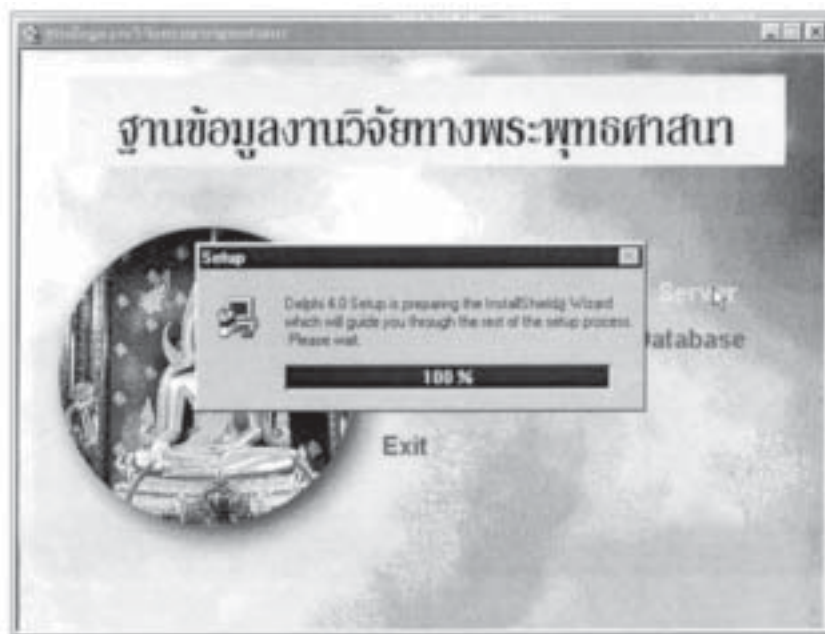 ฐานข้อมูลงานวิจัยทางพระพุทธศาสนา
Setup
Delphi 4.0 Setup is preparing the InstallShield Wizard
which will guide you through the rest of the setup process.
Please wait.
100 %
Server
Database
Exit